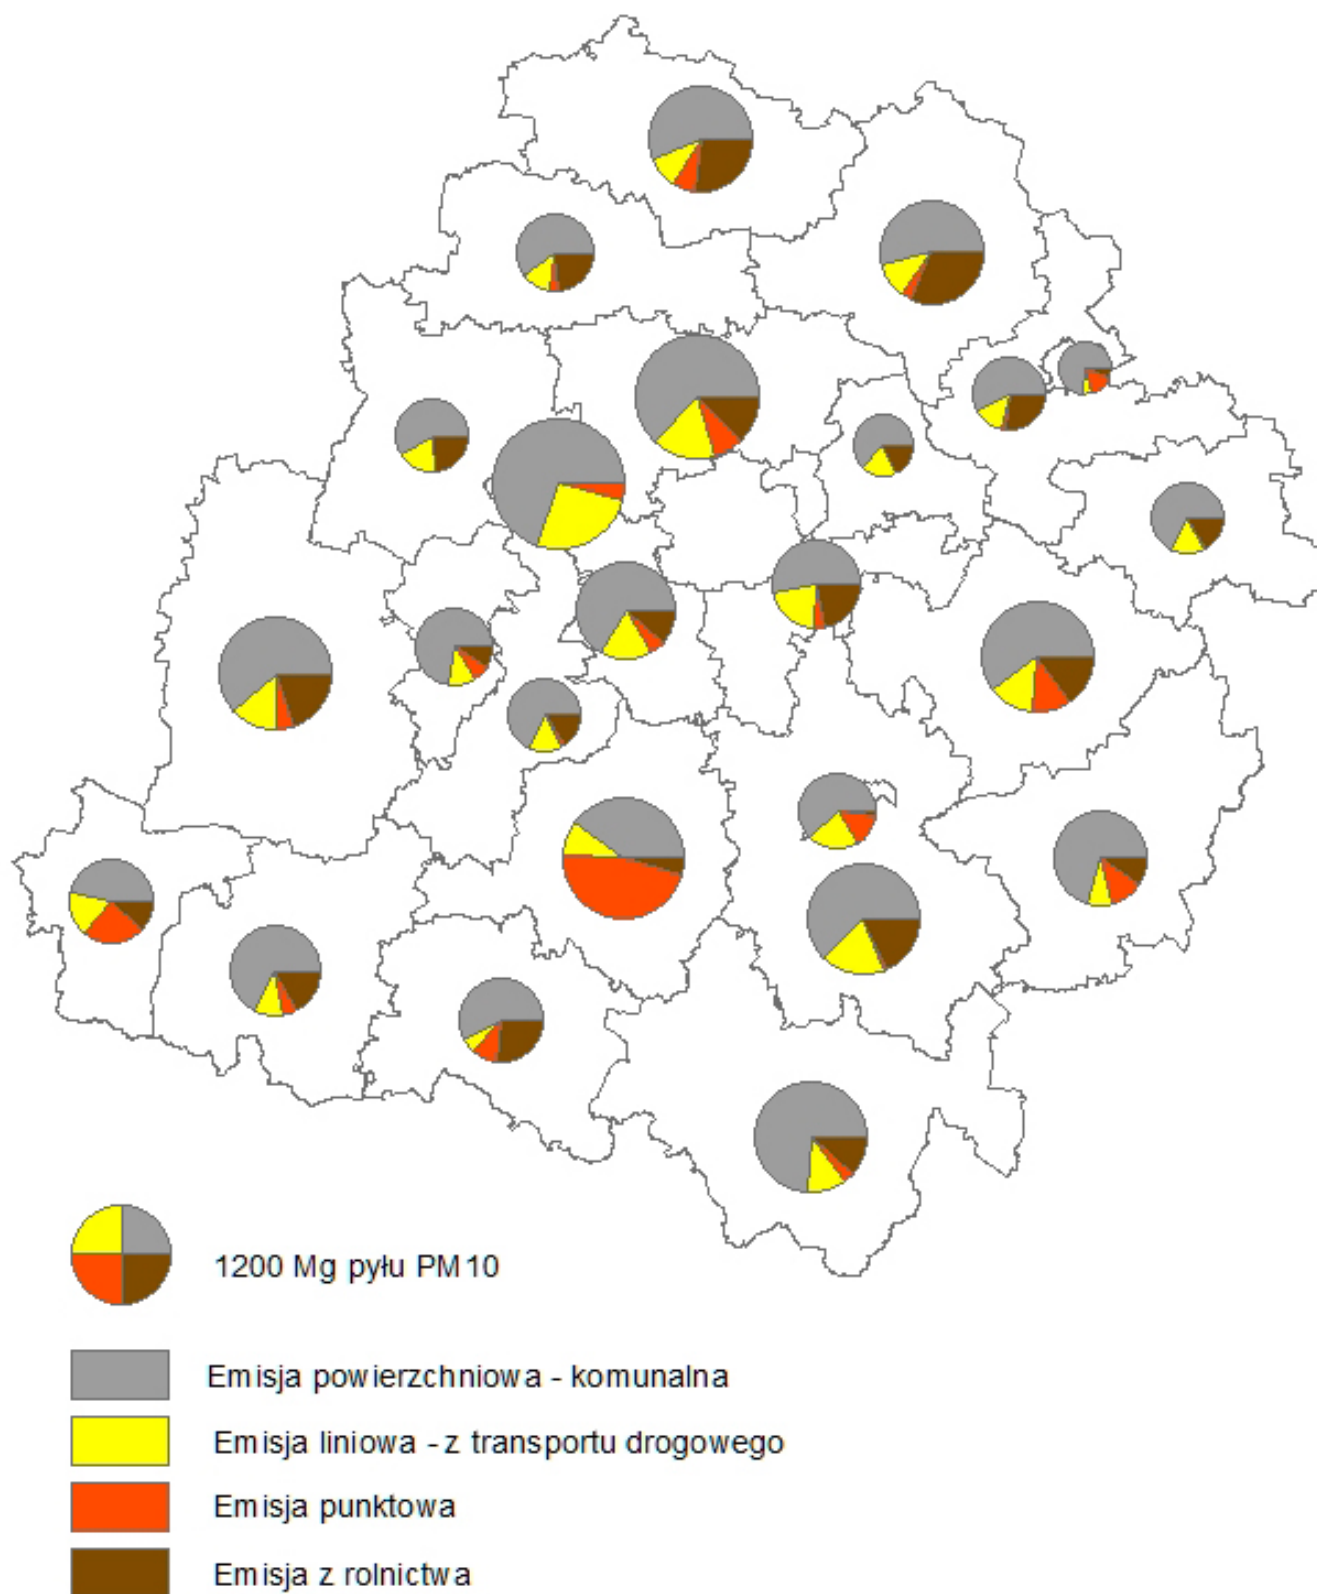 1200 Mg pyłu PM10
Emisja powierzchniowa - komunalna
Emisja liniowa - z transportu drogowego
Emisja punktowa
Emisja z rolnictwa